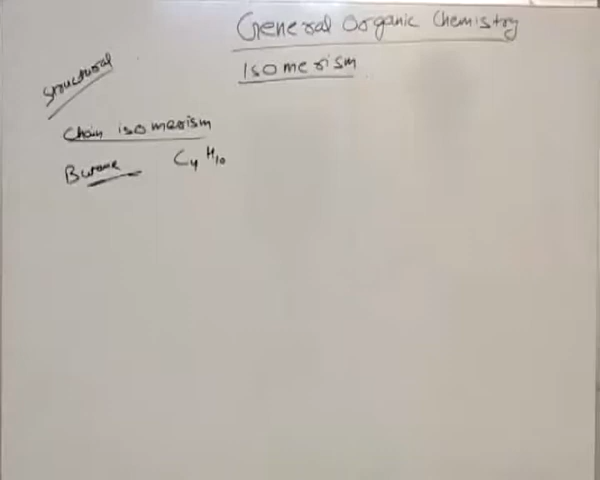 General Organic Chemistry
Isomerism
Structural
Chain isomerism
Butane C4H10